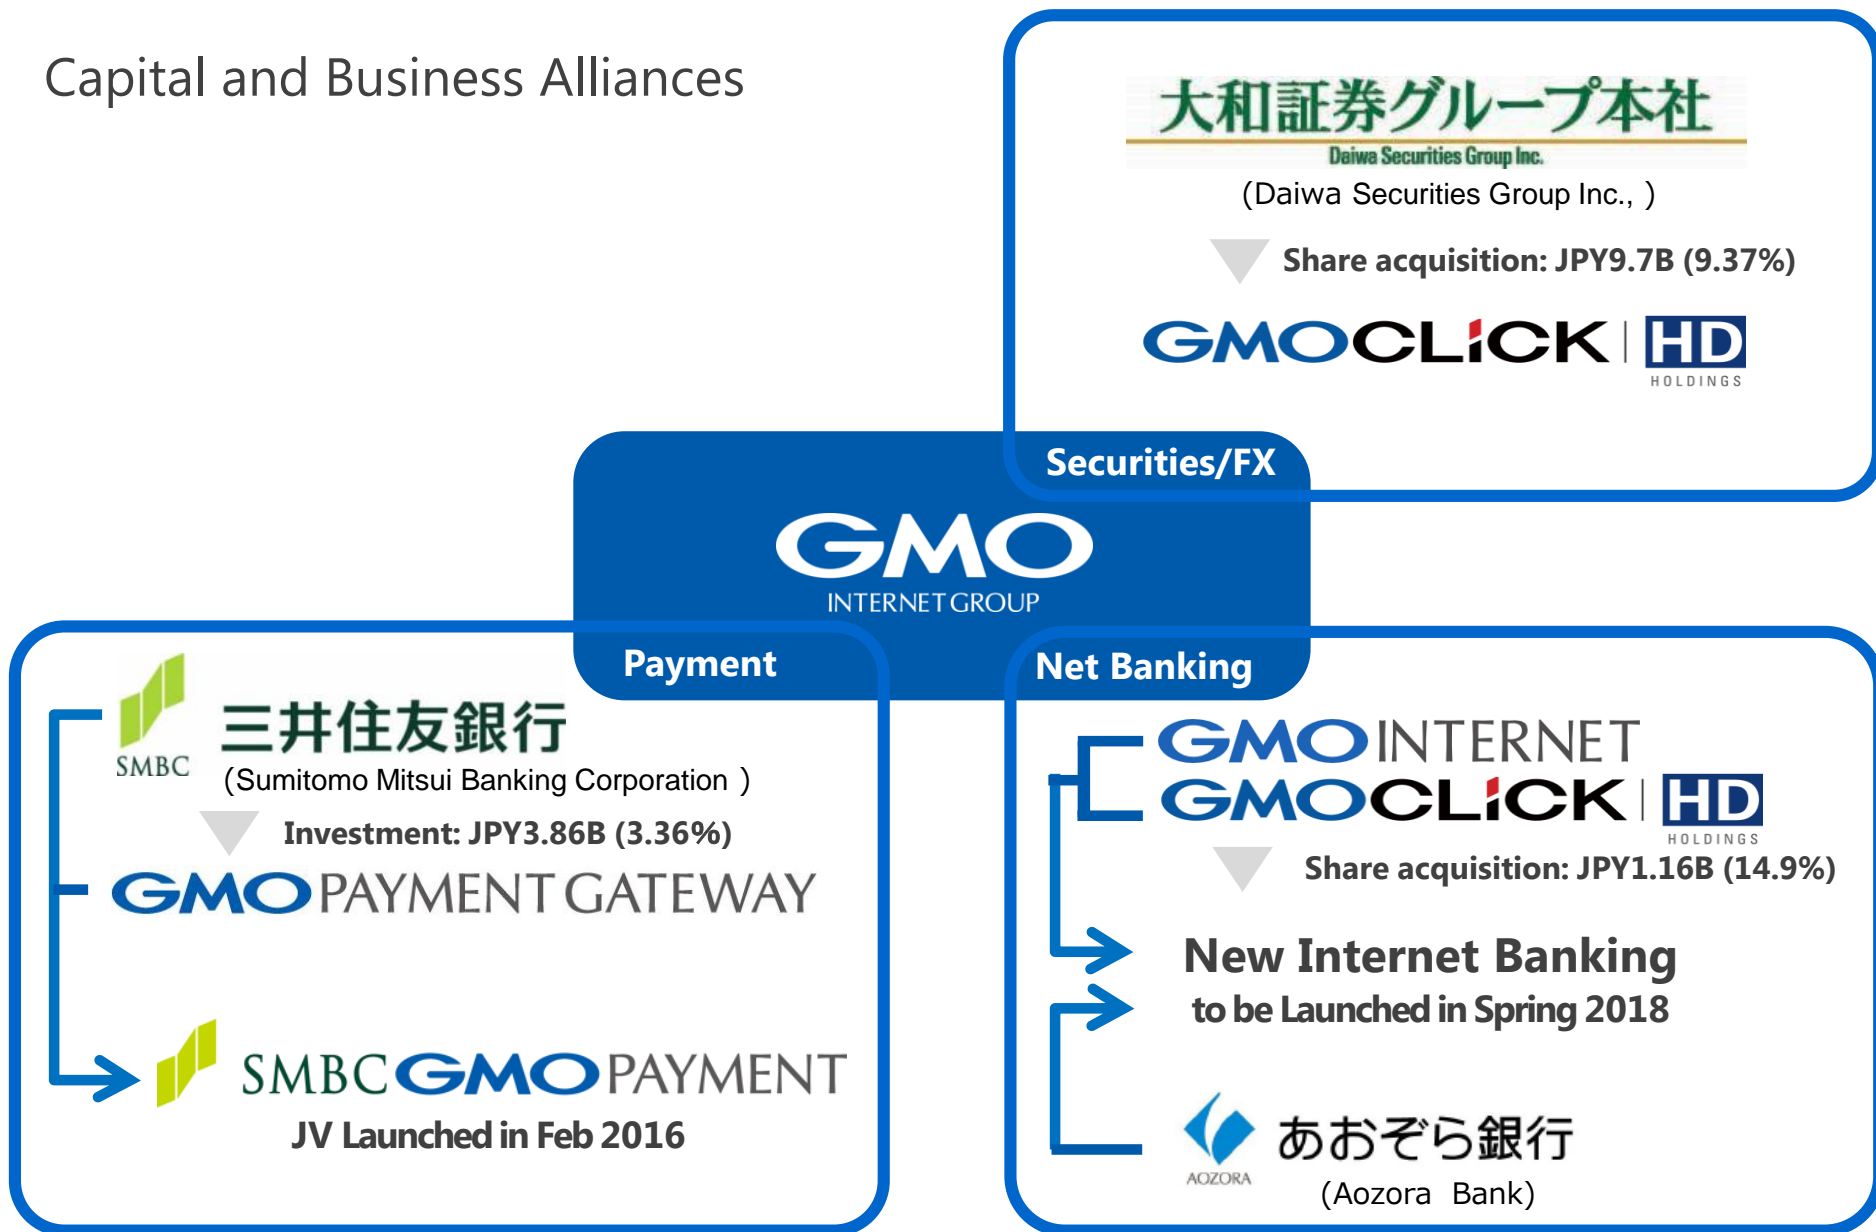 Capital and Business Alliances
大和証券グループ本社
Daiwa Securities Group Inc.
(Daiwa Securities Group Inc., )
Share acquisition: JPY9.7B (9.37%)
GMOCLICK HD
HOLDINGS
Securities/FX
GMO
INTERNET GROUP
Payment
Net Banking
三井住友銀行
SMBC
(Sumitomo Mitsui Banking Corporation )
Investment: JPY3.86B (3.36%)
GMO PAYMENT GATEWAY
SMBC GMO PAYMENT
JV Launched in Feb 2016
GMO INTERNET
GMOCLICK HD
HOLDINGS
Share acquisition: JPY1.16B (14.9%)
New Internet Banking
to be Launched in Spring 2018
あおぞら銀行
AOZORA
(Aozora Bank)